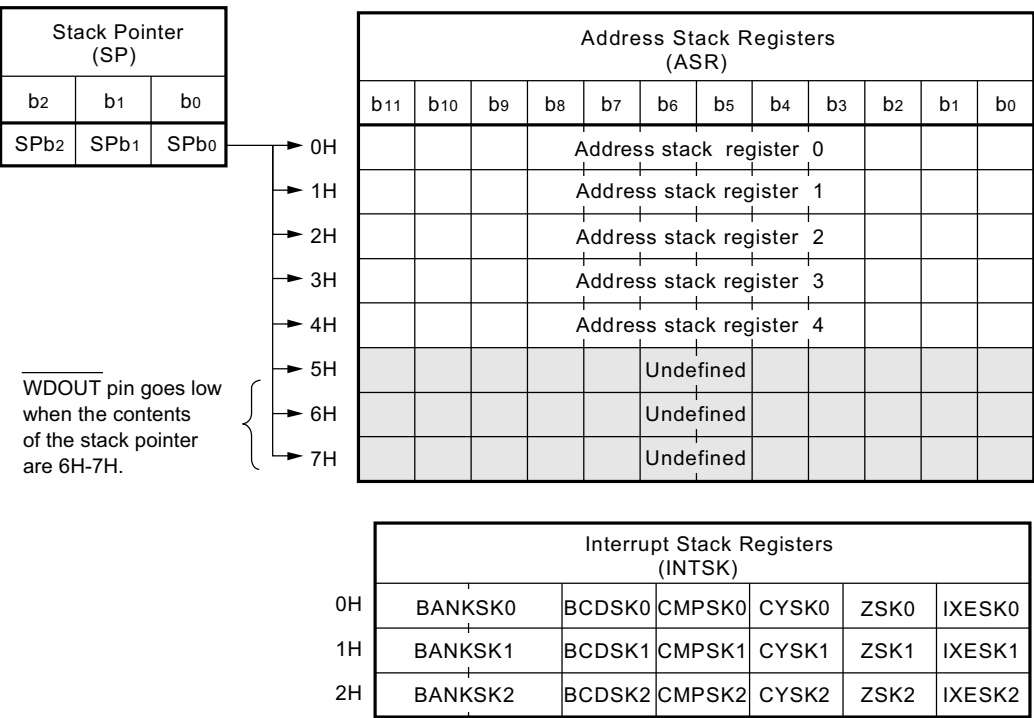 Stack Pointer
(SP)
b2 b1 b0
SPb2 SPb1 SPb0
Address Stack Registers
(ASR)
b11 b10 b9 b8 b7 b6 b5 b4 b3 b2 b1 b0
0H Address stack register 0
1H Address stack register 1
2H Address stack register 2
3H Address stack register 3
4H Address stack register 4
5H Undefined
6H Undefined
7H Undefined
WDOUT pin goes low
when the contents
of the stack pointer
are 6H-7H.
Interrupt Stack Registers
(INTSK)
0H BANKSK0 BCDSK0 CMPSK0 CYSK0 ZSK0 IXESK0
1H BANKSK1 BCDSK1 CMPSK1 CYSK1 ZSK1 IXESK1
2H BANKSK2 BCDSK2 CMPSK2 CYSK2 ZSK2 IXESK2